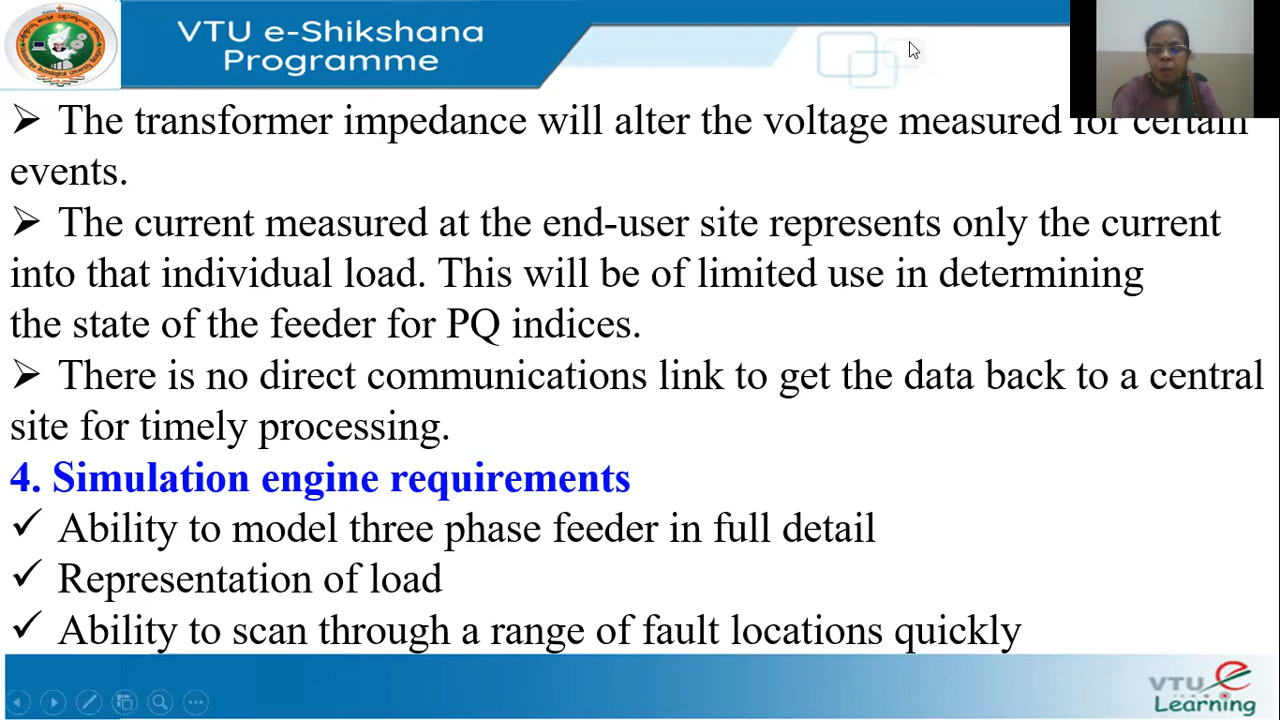 VTU e-Shikshana
Programme
➢ The transformer impedance will alter the voltage measured for certain
events.
➢ The current measured at the end-user site represents only the current
into that individual load. This will be of limited use in determining
the state of the feeder for PQ indices.
➢ There is no direct communications link to get the data back to a central
site for timely processing.
4. Simulation engine requirements
✓ Ability to model three phase feeder in full detail
✓ Representation of load
✓ Ability to scan through a range of fault locations quickly
VTU e
Learning